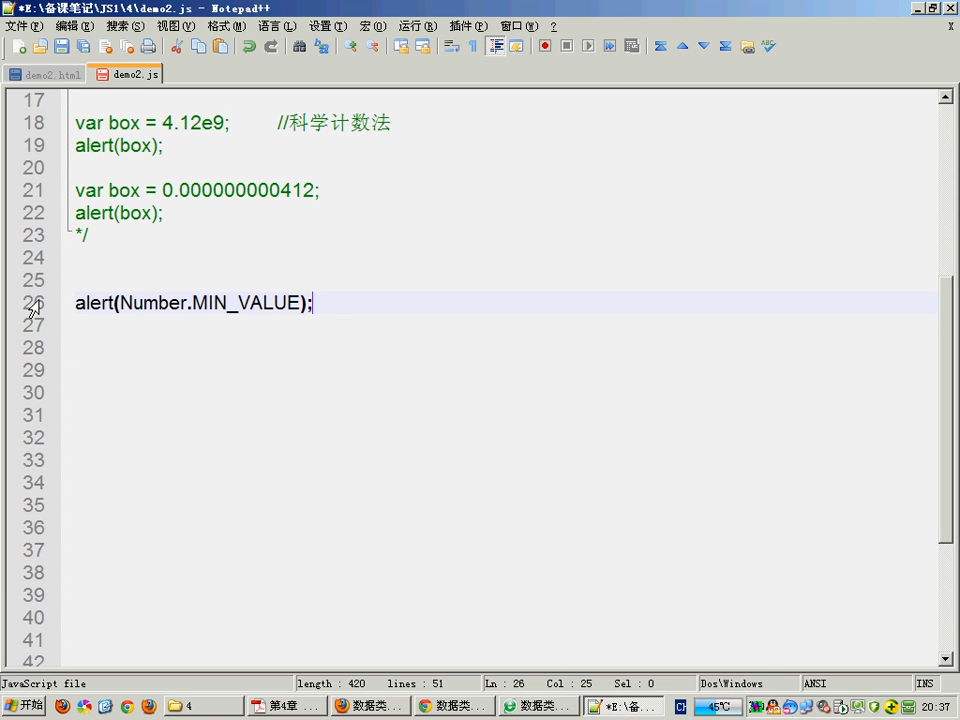 *E:\备课笔记\JS1\4\demo2.js - Notepad++
文件(F) 编辑(E) 搜索(S) 视图(V) 格式(M) 语言(L) 设置(T) 宏(O) 运行(R) 插件(P) 窗口(W) ? X
demo2.html demo2.js
17
18 var box = 4.12e9; //科学计数法
19 alert(box);
20
21 var box = 0.000000000412;
22 alert(box);
23 */
24
25
26 alert(Number.MIN_VALUE);
27
28
29
30
31
32
33
34
35
36
37
38
39
40
41
42
JavaScript file length : 420 lines : 51 Ln : 26 Col : 25 Sel : 0 Dos\Windows ANSI INS
开始 4 第4章 ... 数据类... 数据类... 数据类... *E:\备... CH 45℃ 20:37